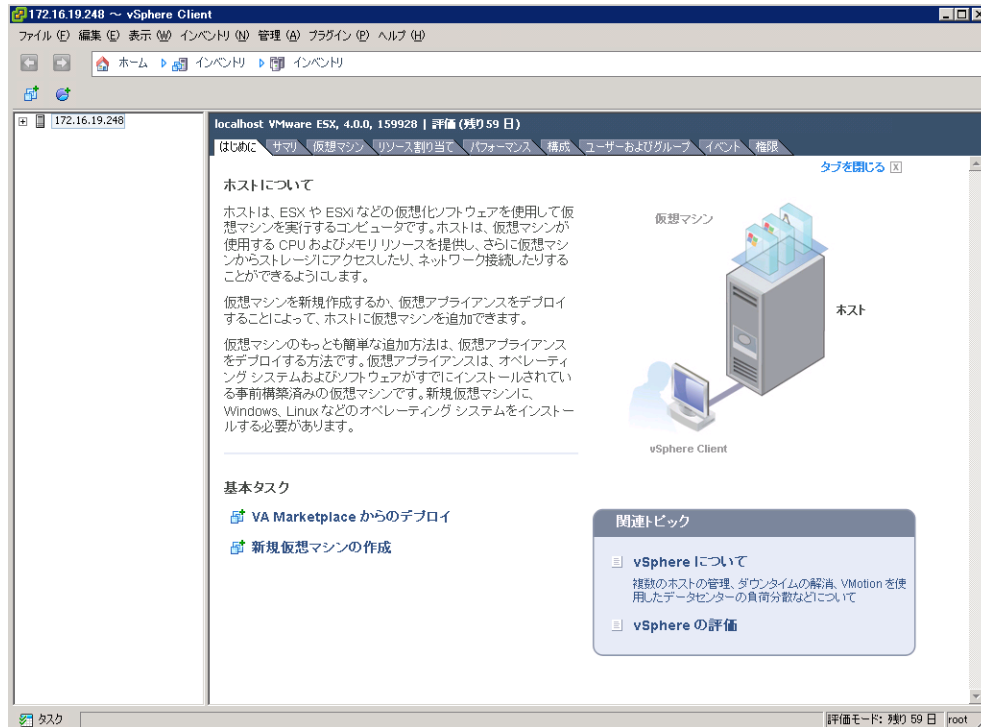 172.16.19.248 ～ vSphere Client
ファイル (F) 編集 (E) 表示 (W) インベントリ (N) 管理 (A) プラグイン (P) ヘルプ (H)
ホーム インベントリ インベントリ
172.16.19.248
localhost VMware ESX, 4.0.0, 159928 | 評価 (残り 59 日)
はじめに サマリ 仮想マシン リソース割り当て パフォーマンス 構成 ユーザーおよびグループ イベント 権限
タブを閉じる
ホストについて
ホストは、ESX や ESXi などの仮想化ソフトウェアを使用して仮
想マシンを実行するコンピュータです。ホストは、仮想マシンが
使用する CPU およびメモリ リソースを提供し、さらに仮想マシ
ンからストレージにアクセスしたり、ネットワーク接続したりする
ことができるようにします。
仮想マシンを新規作成するか、仮想アプライアンスをデプロイ
することによって、ホストに仮想マシンを追加できます。
仮想マシンのもっとも簡単な追加方法は、仮想アプライアンス
をデプロイする方法です。仮想アプライアンスは、オペレーティ
ング システムおよびソフトウェアがすでにインストールされてい
る事前構築済みの仮想マシンです。新規仮想マシンに、
Windows、Linux などのオペレーティング システムをインストー
ルする必要があります。
仮想マシン
ホスト
vSphere Client
基本タスク
VA Marketplace からのデプロイ
新規仮想マシンの作成
関連トピック
vSphere について
複数のホストの管理、ダウンタイムの解消、VMotion を使
用したデータセンターの負荷分散などについて
vSphere の評価
タスク
評価モード: 残り 59 日 root